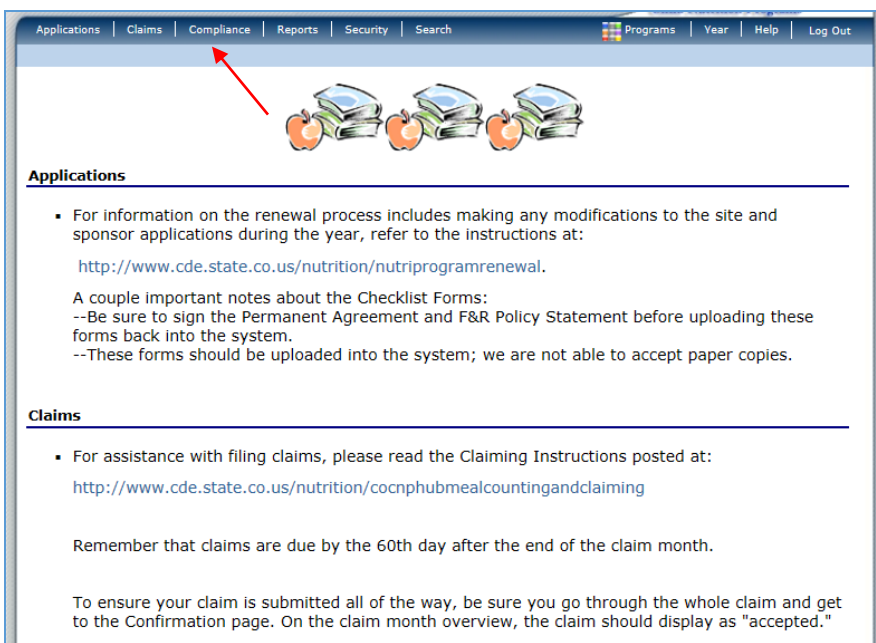 Applications | Claims | Compliance | Reports | Security | Search Programs | Year | Help | Log Out
Applications
▪ For information on the renewal process includes making any modifications to the site and
sponsor applications during the year, refer to the instructions at:
http://www.cde.state.co.us/nutrition/nutriprogramrenewal.
A couple important notes about the Checklist Forms:
--Be sure to sign the Permanent Agreement and F&R Policy Statement before uploading these
forms back into the system.
--These forms should be uploaded into the system; we are not able to accept paper copies.
Claims
▪ For assistance with filing claims, please read the Claiming Instructions posted at:
http://www.cde.state.co.us/nutrition/cocnphubmealcountingandclaiming
Remember that claims are due by the 60th day after the end of the claim month.
To ensure your claim is submitted all of the way, be sure you go through the whole claim and get
to the Confirmation page. On the claim month overview, the claim should display as "accepted."